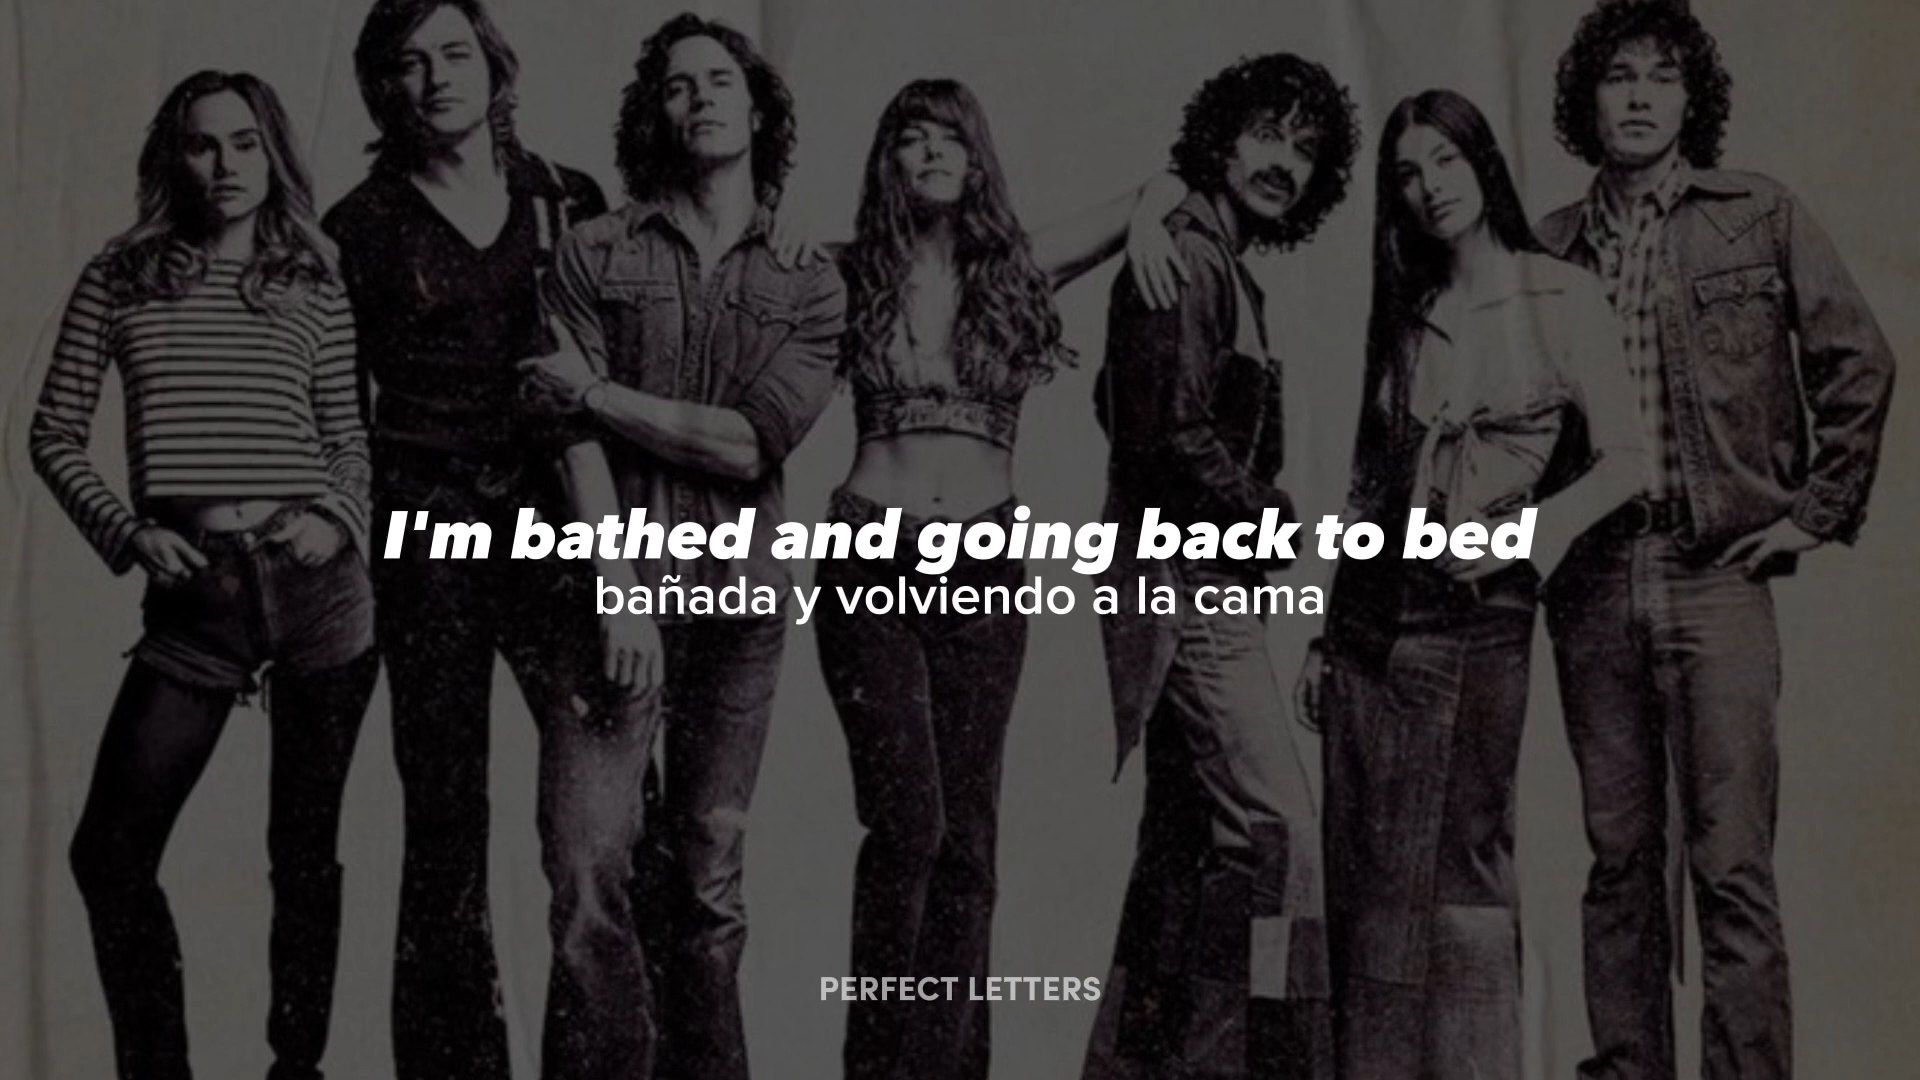 I'm bathed and going back to bed
bañada y volviendo a la cama
PERFECT LETTERS